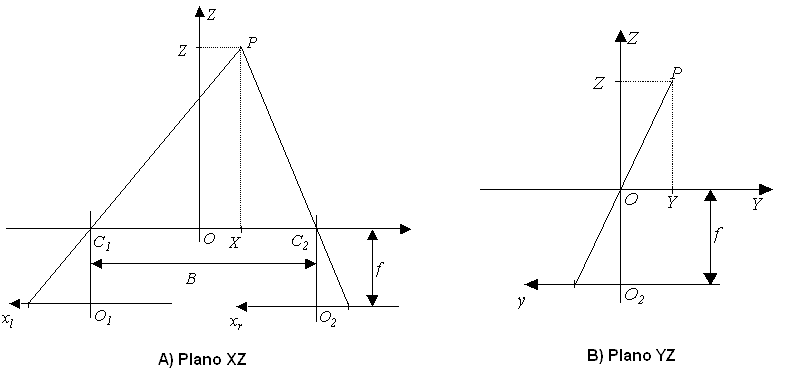 Z
Z P
C1 O X C2
B f
xl O1 xr O2
A) Plano XZ
Z
Z P
O Y Y
f
y O2
B) Plano YZ